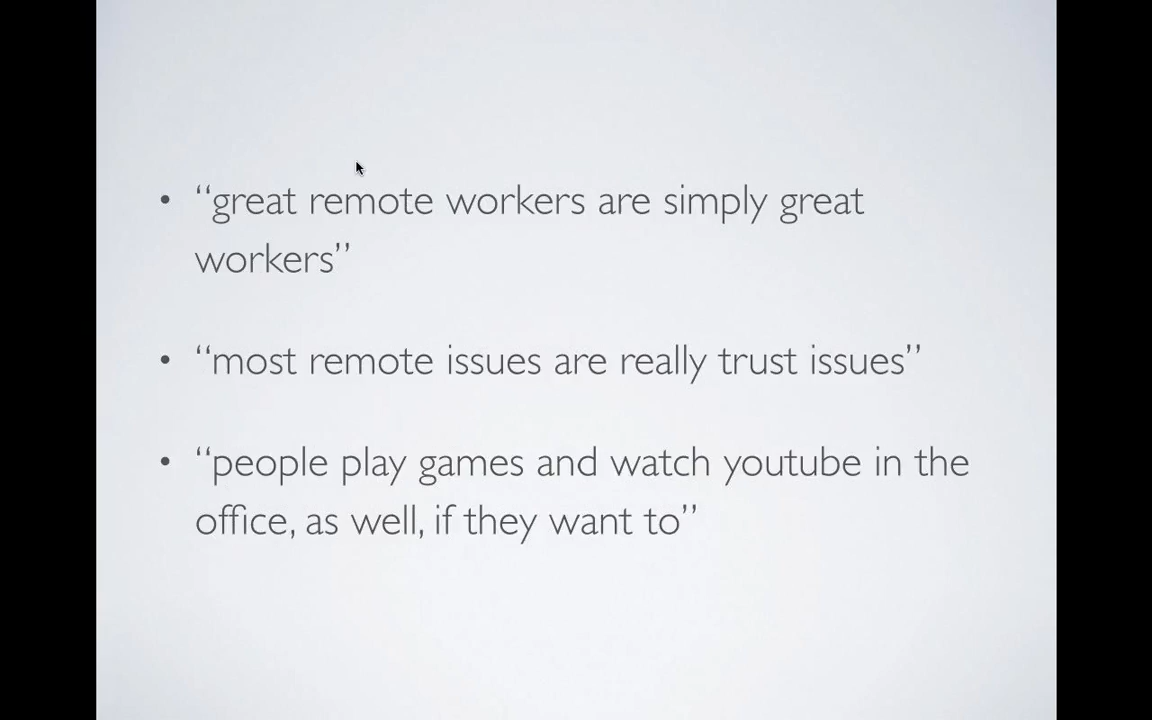 • “great remote workers are simply great
workers”
• “most remote issues are really trust issues”
• “people play games and watch youtube in the
office, as well, if they want to”